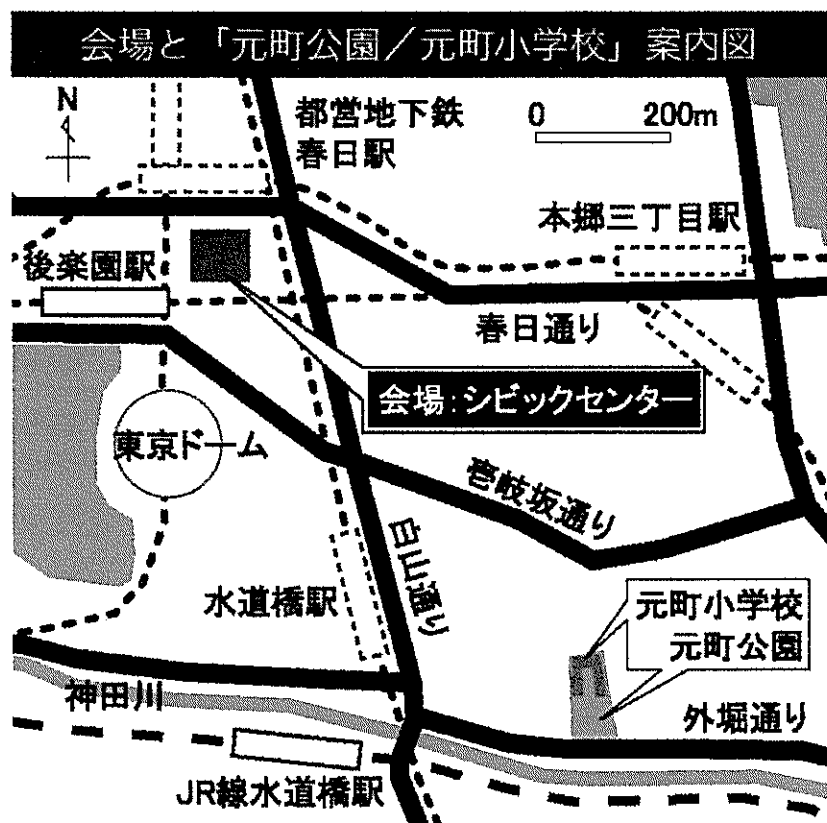 会場と「元町公園／元町小学校」案内図
N
都営地下鉄
春日駅
0 200m
本郷三丁目駅
後楽園駅
春日通り
会場：シビックセンター
東京ドーム
壱岐坂通り
白山通り
水道橋駅
元町小学校
元町公園
神田川
外堀通り
JR線水道橋駅